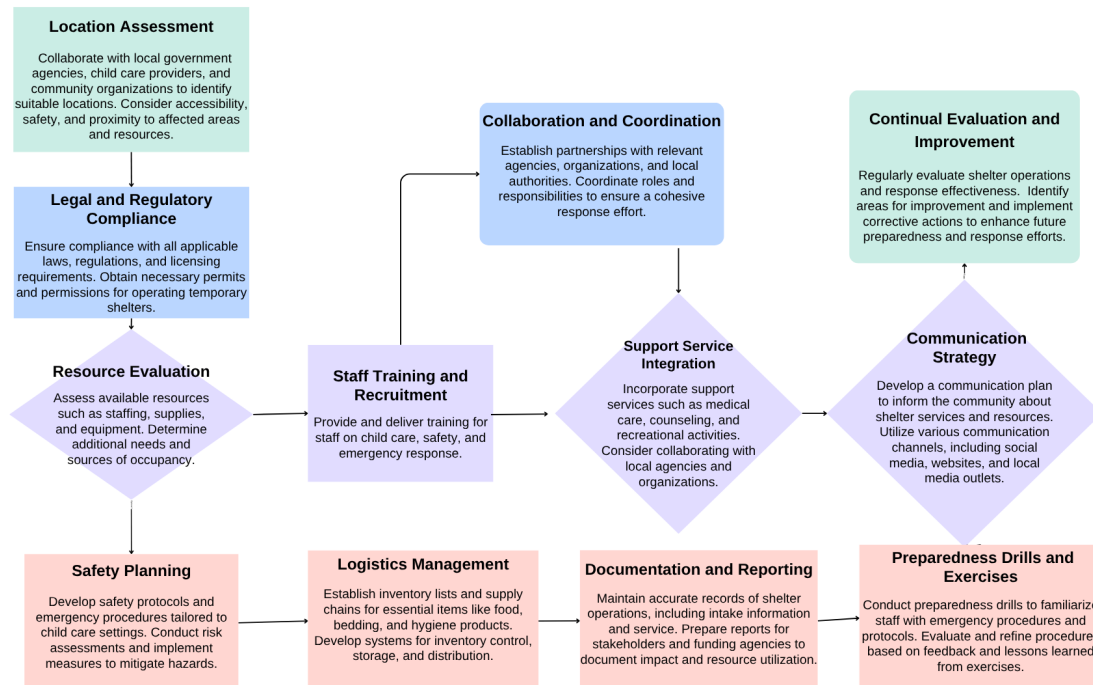 Location Assessment
Collaborate with local government
agencies, child care providers, and
community organizations to identify
suitable locations. Consider accessibility,
safety, and proximity to affected areas
and resources.
Legal and Regulatory
Compliance
Ensure compliance with all applicable
laws, regulations, and licensing
requirements. Obtain necessary permits
and permissions for operating temporary
shelters.
Resource Evaluation
Assess available resources
such as staffing, supplies,
and equipment. Determine
additional needs and
sources of occupancy.
Staff Training and
Recruitment
Provide and deliver training for
staff on child care, safety, and
emergency response.
Collaboration and Coordination
Establish partnerships with relevant
agencies, organizations, and local
authorities. Coordinate roles and
responsibilities to ensure a cohesive
response effort.
Support Service
Integration
Incorporate support
services such as medical
care, counseling, and
recreational activities.
Consider collaborating with
local agencies and
organizations.
Continual Evaluation and
Improvement
Regularly evaluate shelter operations
and response effectiveness.  Identify
areas for improvement and implement
corrective actions to enhance future
preparedness and response efforts.
Communication
Strategy
Develop a communication plan
to inform the community about
shelter services and resources.
Utilize various communication
channels, including social
media, websites, and local
media outlets.
Safety Planning
Develop safety protocols and
emergency procedures tailored to
child care settings. Conduct risk
assessments and implement
measures to mitigate hazards.
Logistics Management
Establish inventory lists and supply
chains for essential items like food,
bedding, and hygiene products.
Develop systems for inventory control,
storage, and distribution.
Documentation and Reporting
Maintain accurate records of shelter
operations, including intake information
and service. Prepare reports for
stakeholders and funding agencies to
document impact and resource utilization.
Preparedness Drills and
Exercises
Conduct preparedness drills to familiarize
staff with emergency procedures and
protocols. Evaluate and refine procedures
based on feedback and lessons learned
from exercises.